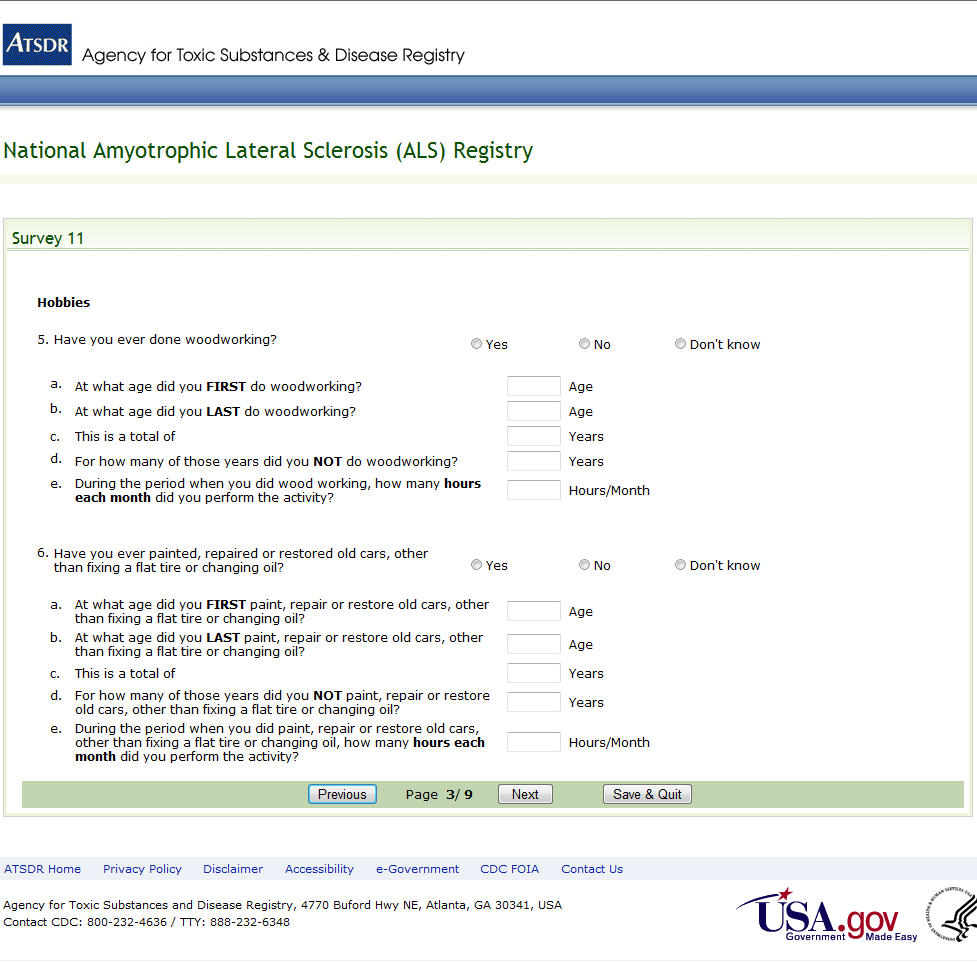 ATSDR Agency for Toxic Substances & Disease Registry
National Amyotrophic Lateral Sclerosis (ALS) Registry
Survey 11
Hobbies
5. Have you ever done woodworking? Yes No Don't know
a. At what age did you FIRST do woodworking? Age
b. At what age did you LAST do woodworking? Age
c. This is a total of Years
d. For how many of those years did you NOT do woodworking? Years
e. During the period when you did wood working, how many hours
each month did you perform the activity? Hours/Month
6. Have you ever painted, repaired or restored old cars, other
than fixing a flat tire or changing oil? Yes No Don't know
a. At what age did you FIRST paint, repair or restore old cars, other
than fixing a flat tire or changing oil? Age
b. At what age did you LAST paint, repair or restore old cars, other
than fixing a flat tire or changing oil? Age
c. This is a total of Years
d. For how many of those years did you NOT paint, repair or restore
old cars, other than fixing a flat tire or changing oil? Years
e. During the period when you did paint, repair or restore old cars,
other than fixing a flat tire or changing oil, how many hours each
month did you perform the activity? Hours/Month
Previous Page 3/ 9 Next Save & Quit
ATSDR Home Privacy Policy Disclaimer Accessibility e-Government CDC FOIA Contact Us
Agency for Toxic Substances and Disease Registry, 4770 Buford Hwy NE, Atlanta, GA 30341, USA
Contact CDC: 800-232-4636 / TTY: 888-232-6348
USA.gov
Government Made Easy